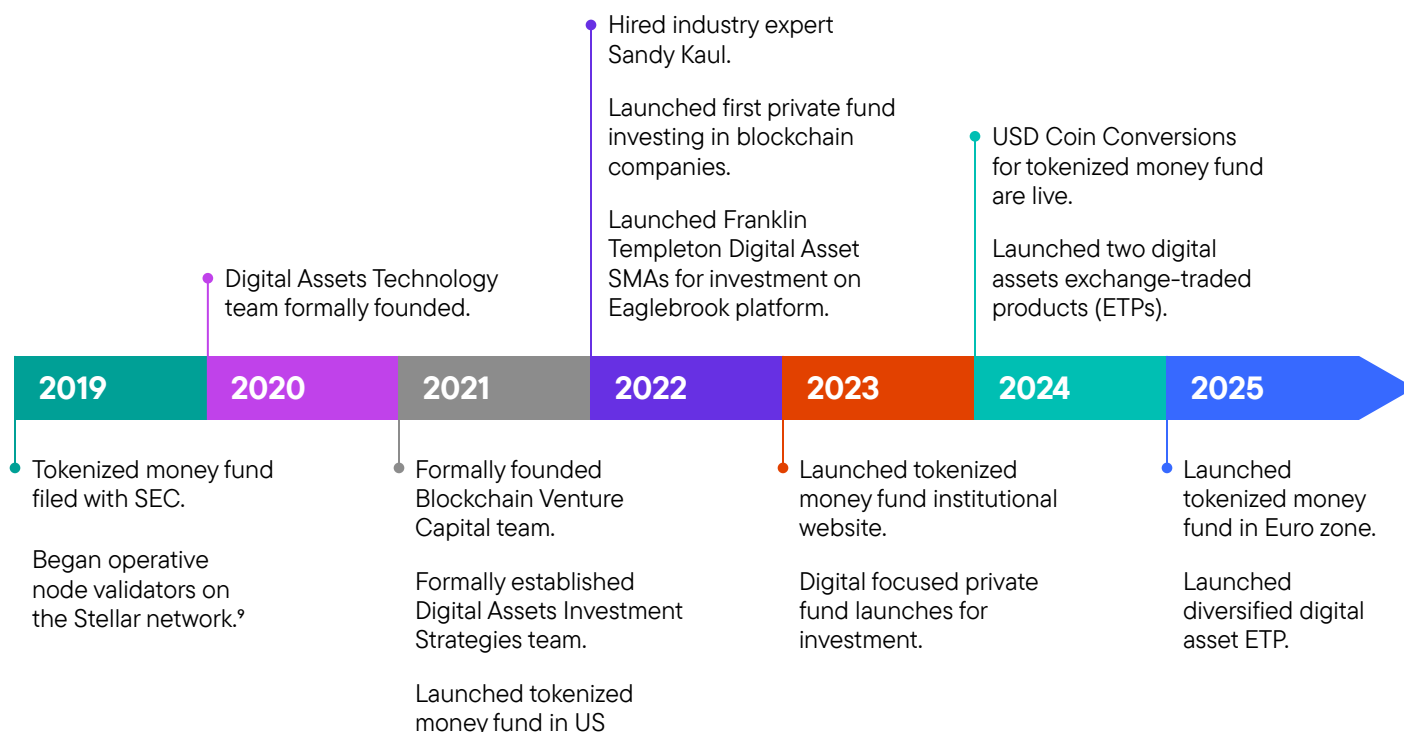 Hired industry expert
Sandy Kaul.
Launched first private fund
investing in blockchain
companies.
Launched Franklin
Templeton Digital Asset
SMAs for investment on
Eaglebrook platform.
USD Coin Conversions
for tokenized money fund
are live.
Launched two digital
assets exchange-traded
products (ETPs).
Digital Assets Technology
team formally founded.
2019
2020
2021
2022
2023
2024
2025
Tokenized money fund
filed with SEC.
Began operative
node validators on
the Stellar network.⁹
Formally founded
Blockchain Venture
Capital team.
Formally established
Digital Assets Investment
Strategies team.
Launched tokenized
money fund in US
Launched tokenized
money fund institutional
website.
Digital focused private
fund launches for
investment.
Launched
tokenized money
fund in Euro zone.
Launched
diversified digital
asset ETP.